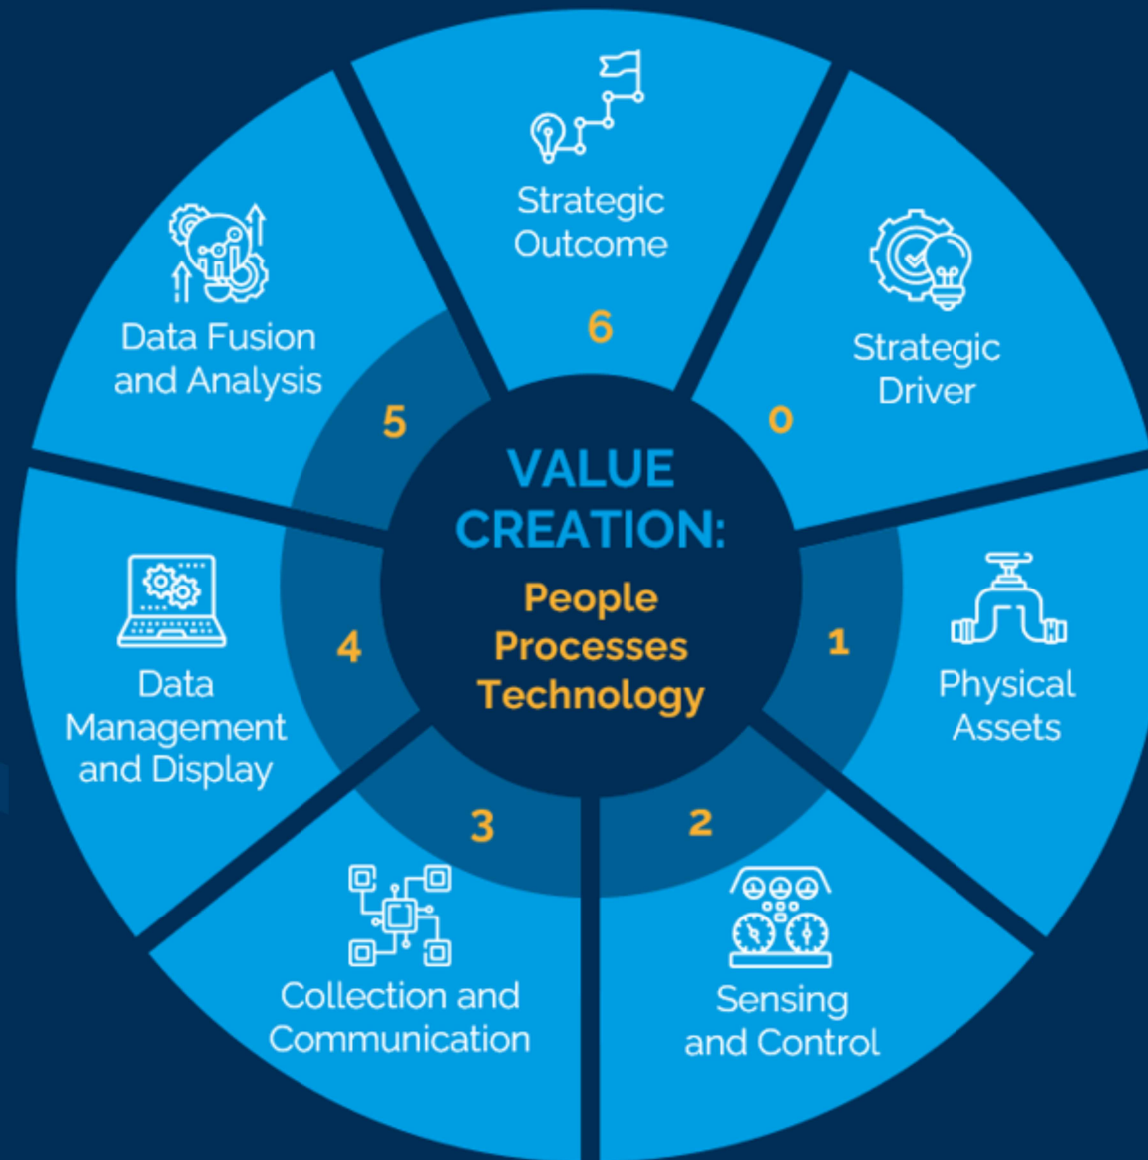 Strategic
Outcome
6
Strategic
Driver
0
Physical
Assets
1
Sensing
and Control
2
Collection and
Communication
3
Data
Management
and Display
4
Data Fusion
and Analysis
5
VALUE
CREATION:
People
Processes
Technology